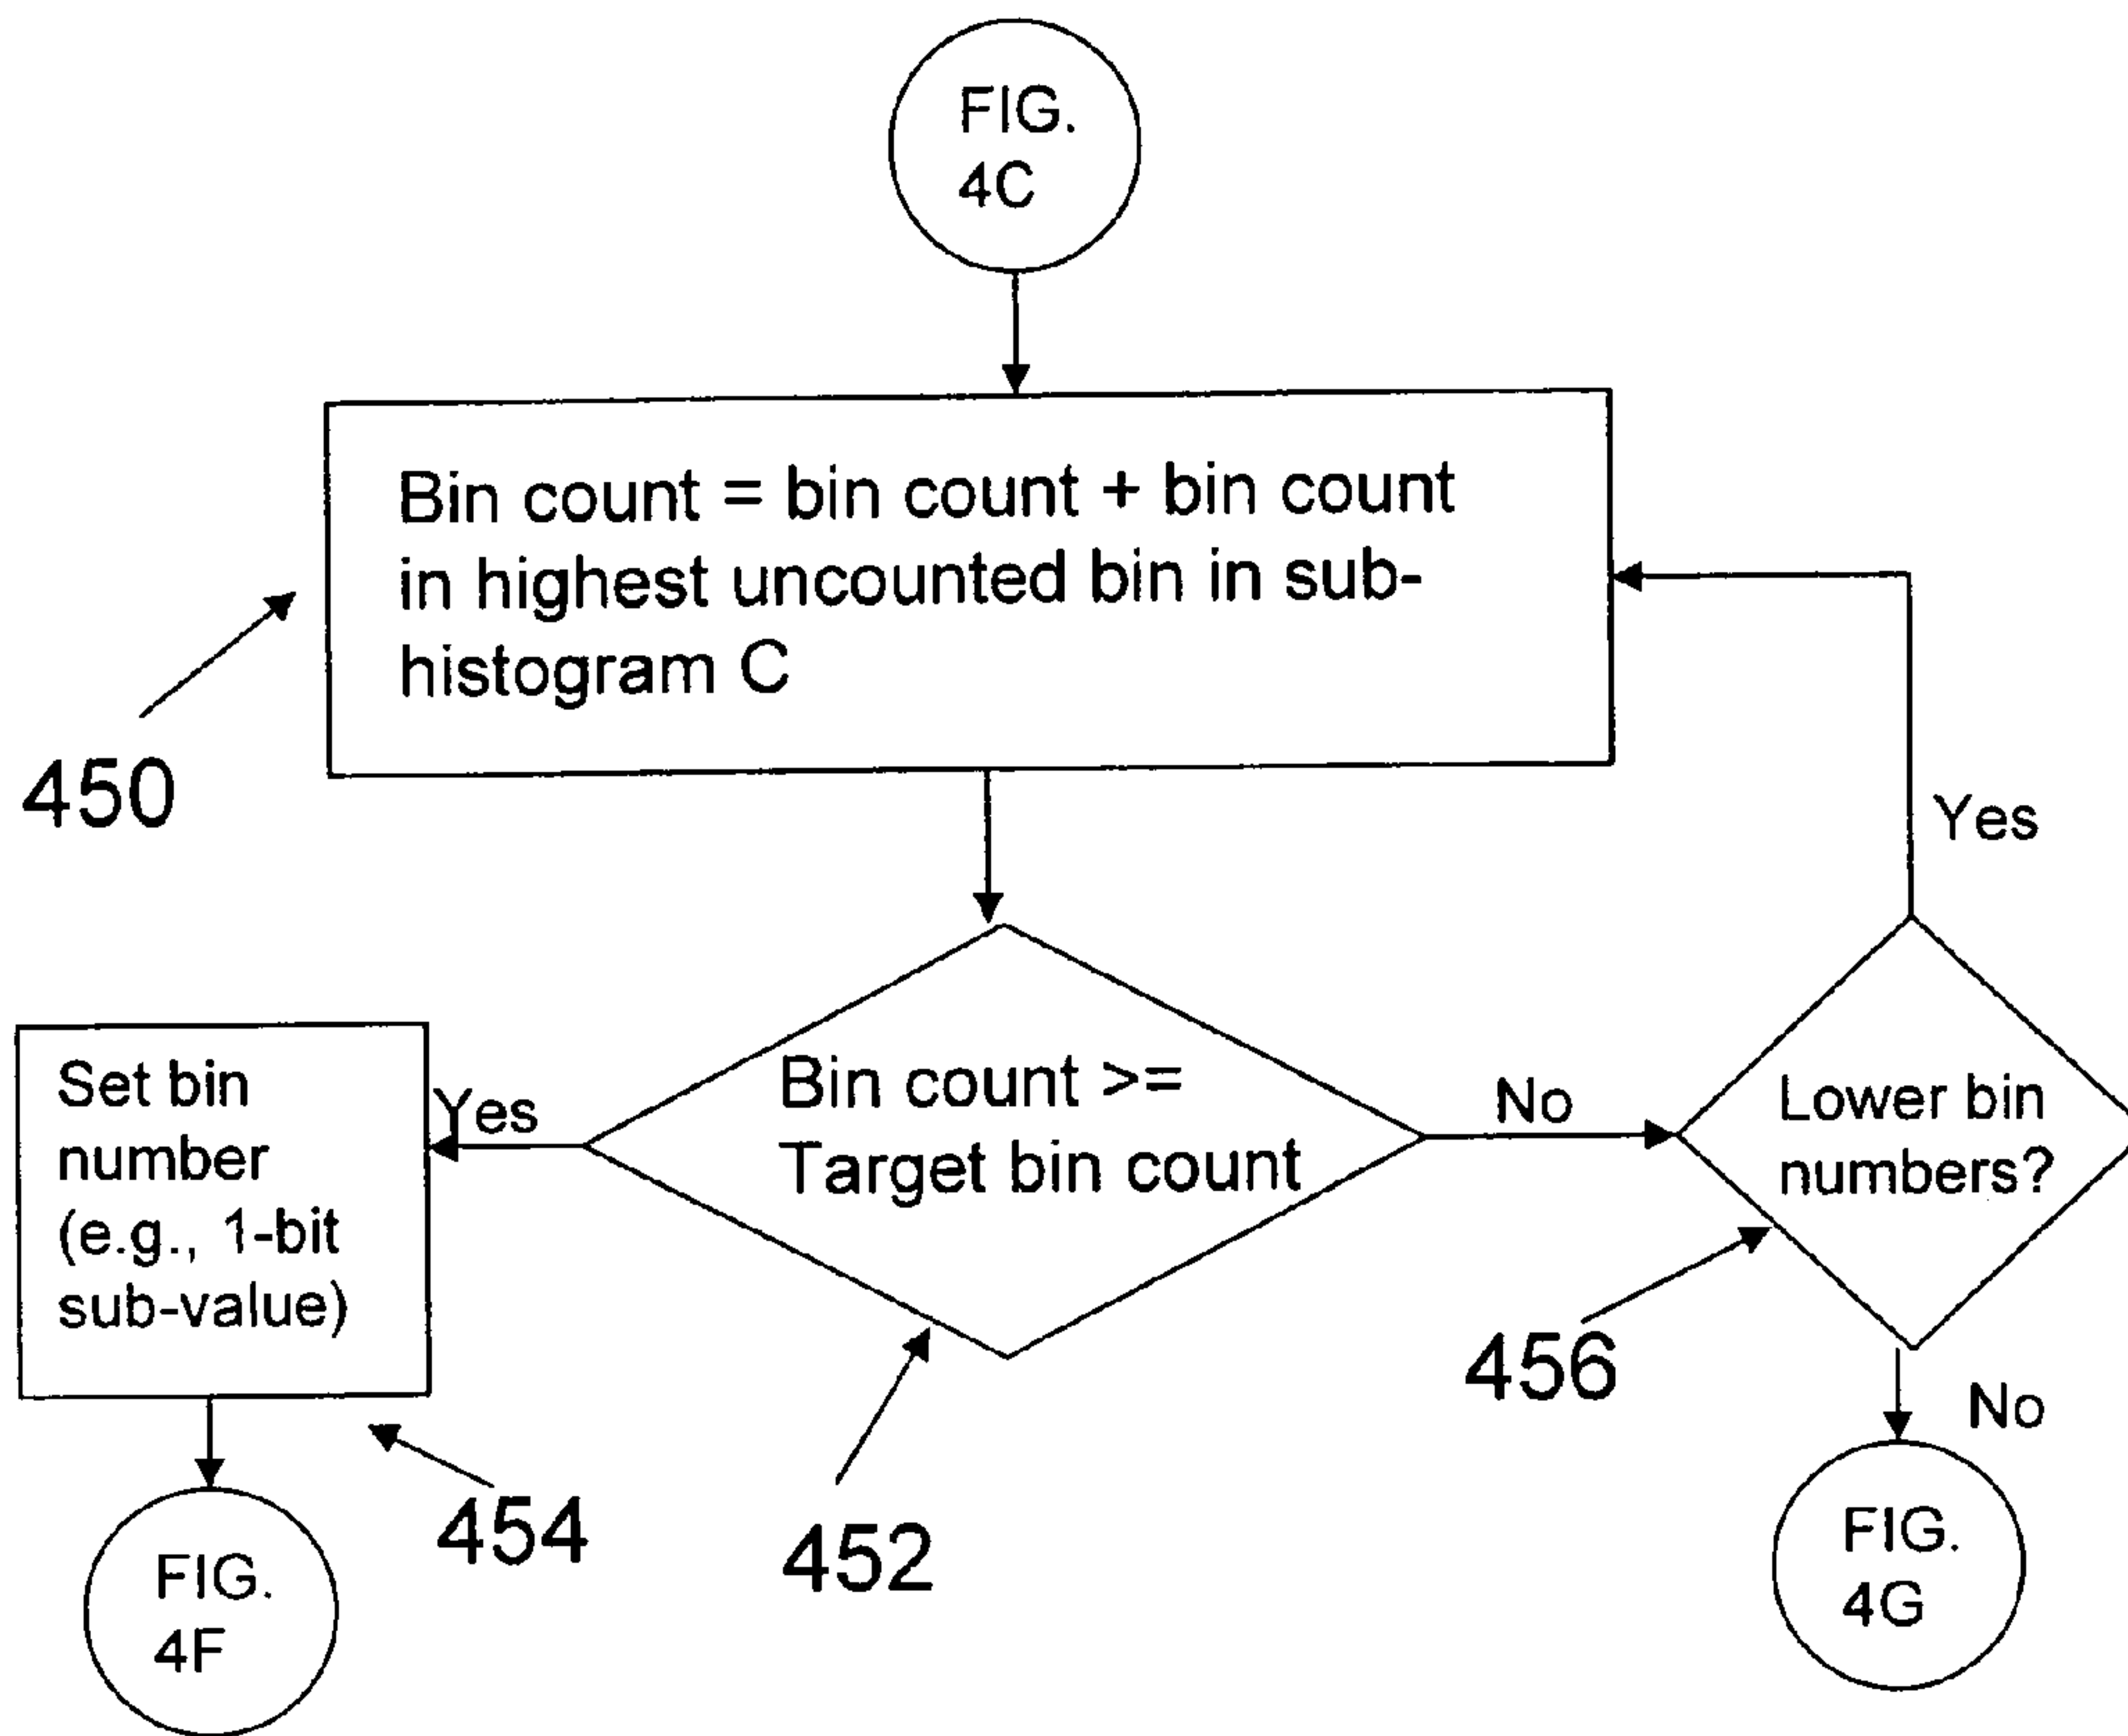 FIG.
4C
Bin count = bin count + bin count
in highest uncounted bin in sub-
histogram C
450
Yes
Set bin
number
(e.g., 1-bit
sub-value)
Yes
Bin count >=
Target bin count
No
Lower bin
numbers?
456
No
454
452
FIG.
4F
FIG.
4G